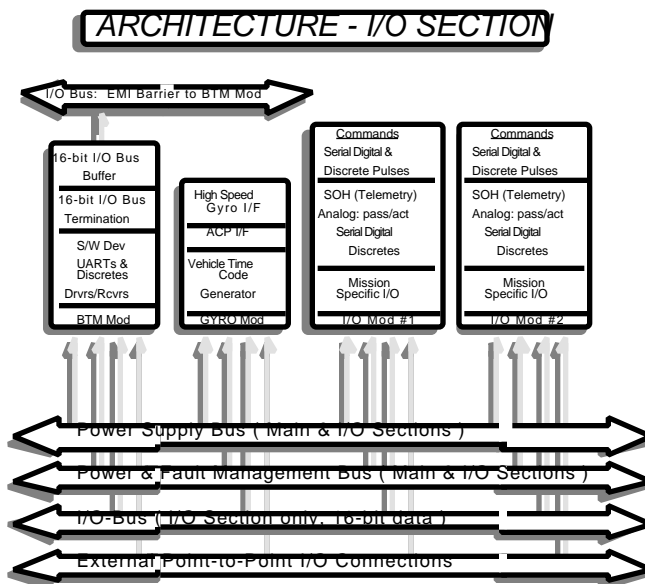 ARCHITECTURE - I/O SECTION
I/O Bus: EMI Barrier to BTM Mod
16-bit I/O Bus
Buffer
16-bit I/O Bus
Termination
S/W Dev
UARTs &
Discretes
Drvrs/Rcvrs
BTM Mod
High Speed
Gyro I/F
ACP I/F
Vehicle Time
Code
Generator
GYRO Mod
Commands
Serial Digital &
Discrete Pulses
SOH (Telemetry)
Analog: pass/act
Serial Digital
Discretes
Mission
Specific I/O
I/O Mod #1
Commands
Serial Digital &
Discrete Pulses
SOH (Telemetry)
Analog: pass/act
Serial Digital
Discretes
Mission
Specific I/O
I/O Mod #2
Power Supply Bus ( Main & I/O Sections )
Power & Fault Management Bus ( Main & I/O Sections )
I/O-Bus ( I/O Section only, 16-bit data )
External Point-to-Point I/O Connections